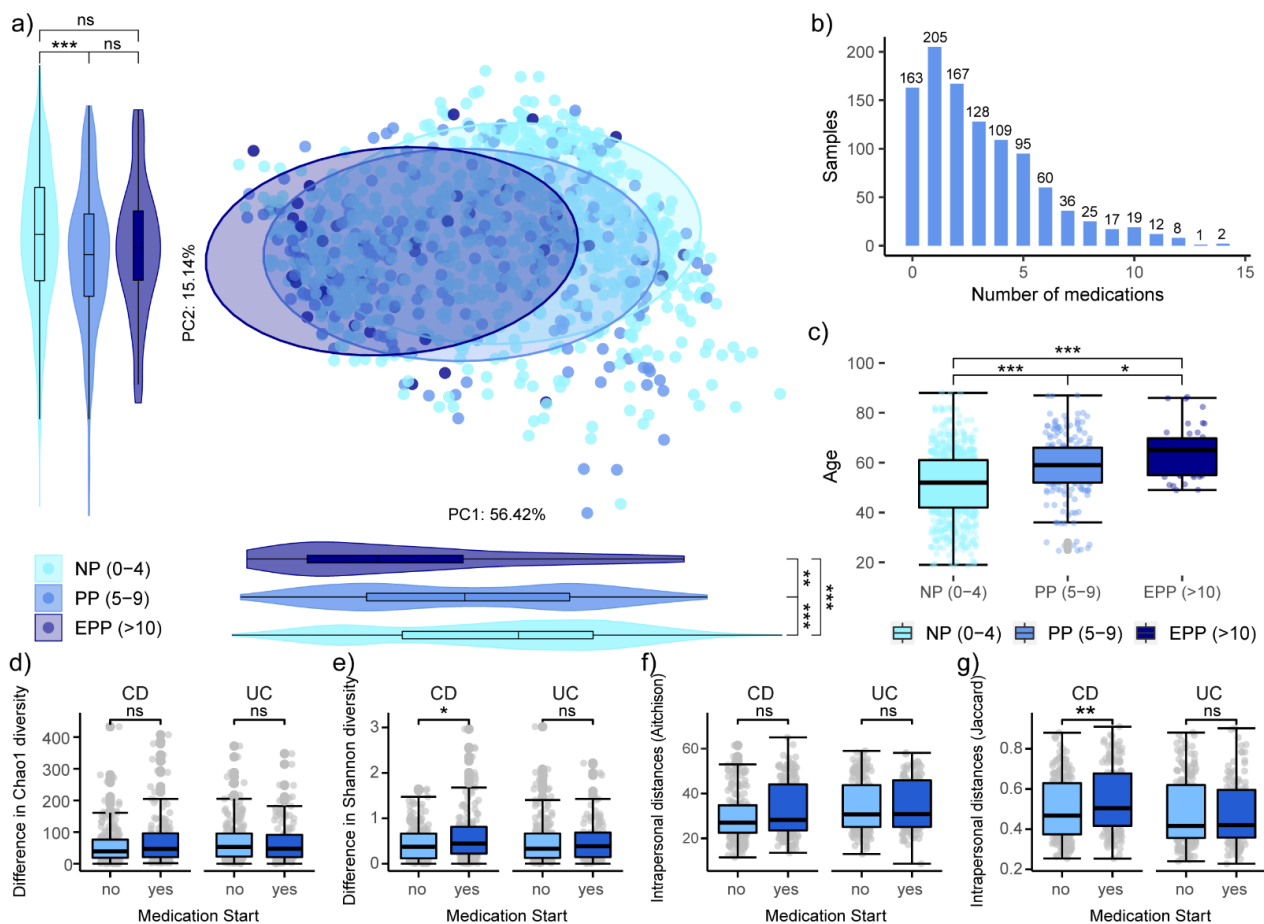 a)
ns
***
ns
PC2: 15.14%
PC1: 56.42%
**
***
***
NP (0−4)
PP (5−9)
EPP (>10)
b)
Samples
200
150
100
50
0
163
205
167
128
109
95
60
36
25
17
19
12
8
1
2
0
5
10
15
Number of medications
c)
Age
100
80
60
40
20
***
***
*
NP (0−4)
PP (5−9)
EPP (>10)
NP (0−4)
PP (5−9)
EPP (>10)
d)
Difference in Chao1 diversity
CD
UC
ns
ns
400
300
200
100
0
no
yes
no
yes
Medication Start
e)
Difference in Shannon diversity
CD
UC
*
ns
3
2
1
0
no
yes
no
yes
Medication Start
f)
Intrapersonal distances (Aitchison)
CD
UC
ns
ns
60
40
20
no
yes
no
yes
Medication Start
g)
Intrapersonal distances (Jaccard)
CD
UC
**
ns
0.8
0.6
0.4
0.2
no
yes
no
yes
Medication Start